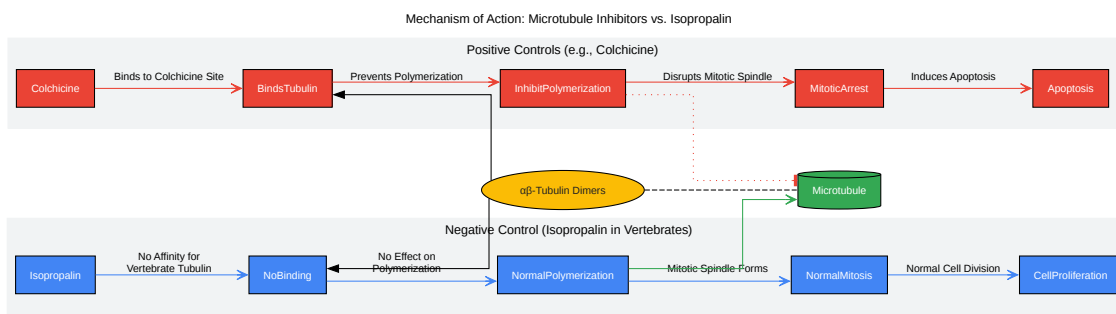 Mechanism of Action: Microtubule Inhibitors vs. Isopropalin
Positive Controls (e.g., Colchicine)
Colchicine
Binds to Colchicine Site
BindsTubulin
Prevents Polymerization
InhibitPolymerization
Disrupts Mitotic Spindle
MitoticArrest
Induces Apoptosis
Apoptosis
αβ-Tubulin Dimers
Microtubule
Negative Control (Isopropalin in Vertebrates)
Isopropalin
No Affinity for
Vertebrate Tubulin
NoBinding
No Effect on
Polymerization
NormalPolymerization
Mitotic Spindle Forms
NormalMitosis
Normal Cell Division
CellProliferation